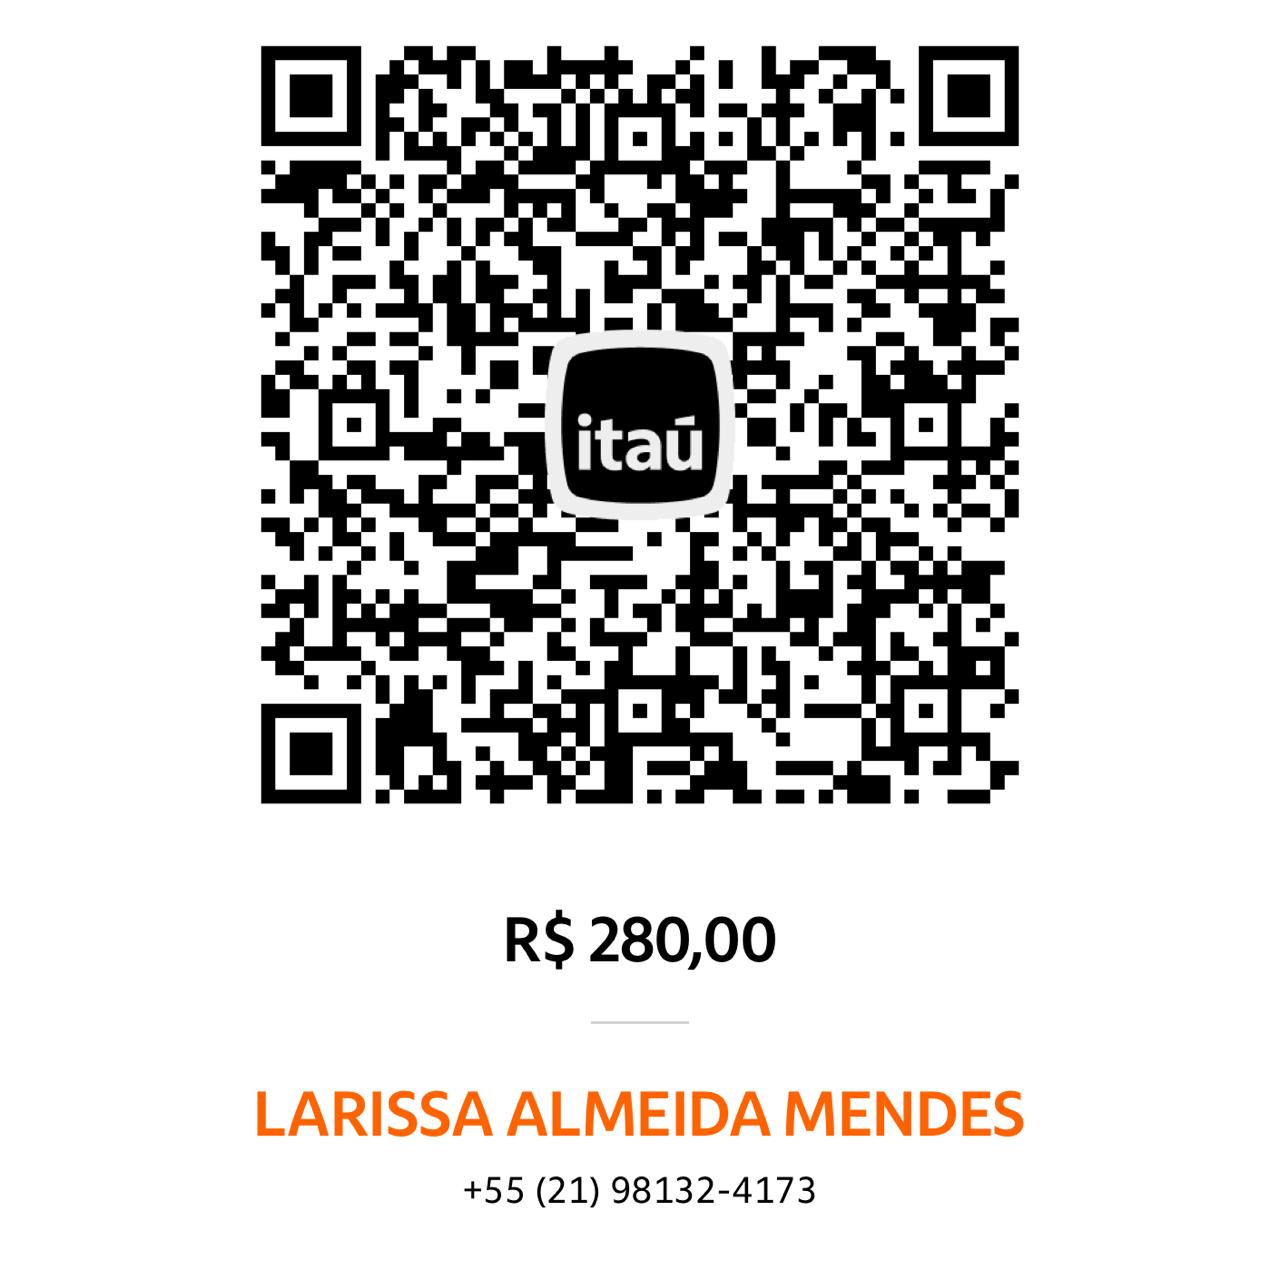 itaú
R$ 280,00
LARISSA ALMEIDA MENDES
+55 (21) 98132-4173